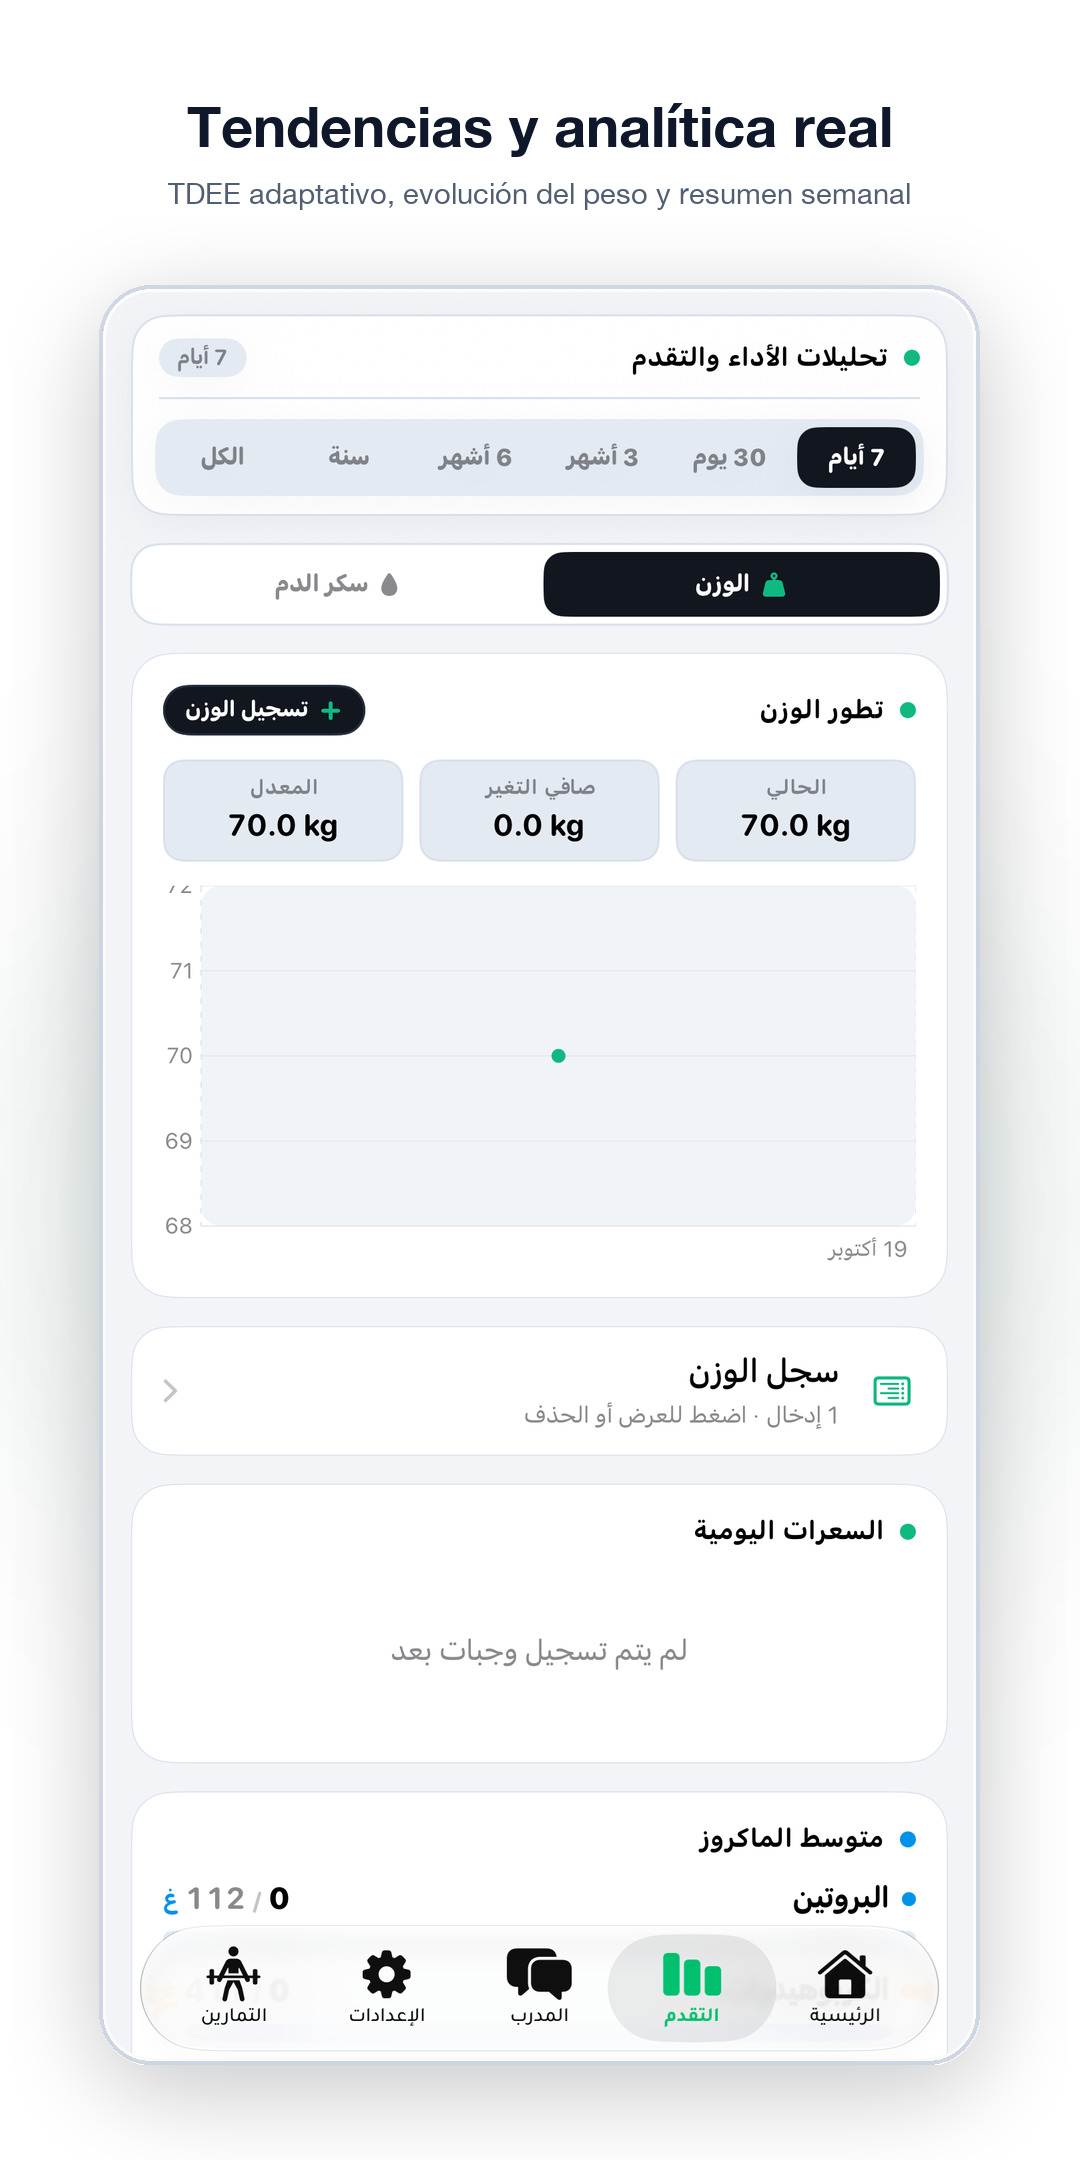 Tendencias y analítica real
TDEE adaptativo, evolución del peso y resumen semanal
تحليلات الأداء والتقدم
7 أيام
7 أيام
30 يوم
3 أشهر
6 أشهر
سنة
الكل
الوزن
سكر الدم
تطور الوزن
+ تسجيل الوزن
الحالي
70.0 kg
صافي التغير
0.0 kg
المعدل
70.0 kg
72
71
70
69
68
19 أكتوبر
سجل الوزن
1 إدخال · اضغط للعرض أو الحذف
السعرات اليومية
لم يتم تسجيل وجبات بعد
متوسط الماكروز
البروتين
0 / 112 غ
الرئيسية
التقدم
المدرب
الإعدادات
التمارين